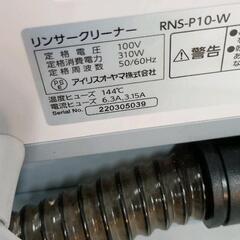 リンサークリーナー RNS-P10-W
定格電圧 100V
定格消費電力 310W
定格周波数 50/60Hz
アイリスオーヤマ株式会社
温度ヒューズ 144℃
電流ヒューズ 6.3A,3.15A
Serial No. 220305039
警告